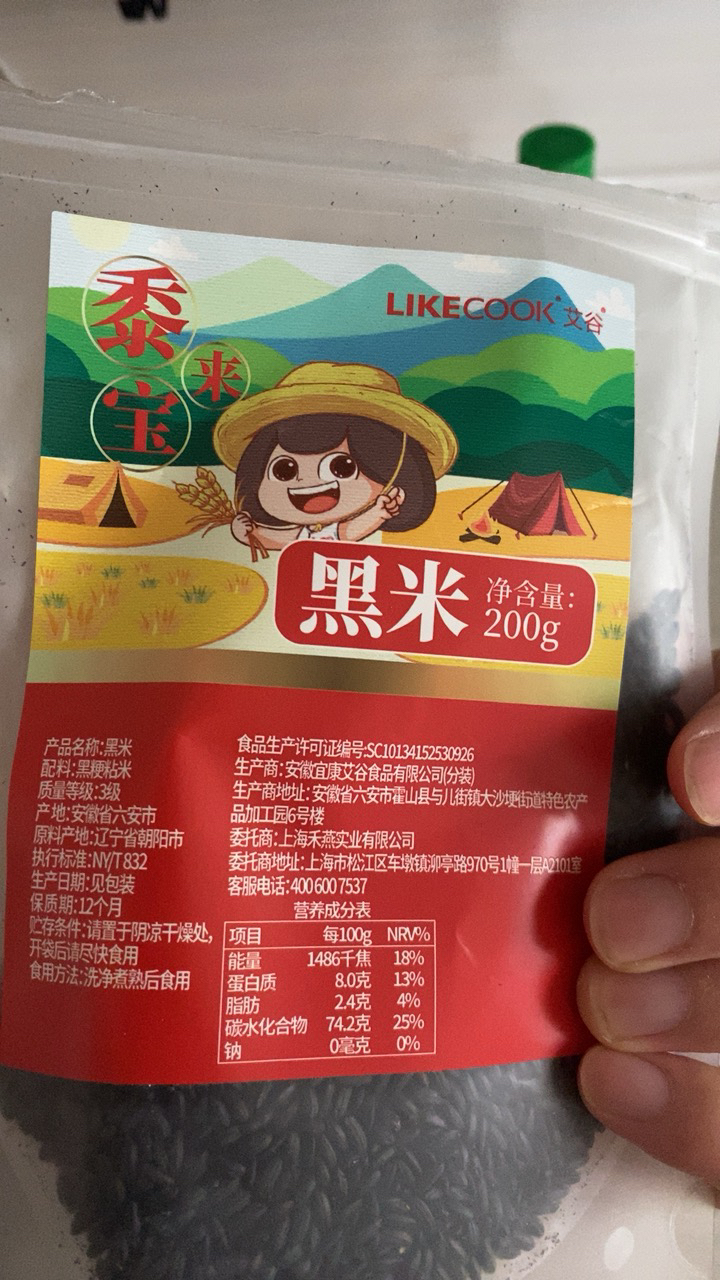 黍
来
宝
LIKECOOK 艾谷
黑米
净含量:
200g
产品名称:黑米
配料:黑粳粘米
质量等级:3级
产地:安徽省六安市
原料产地:辽宁省朝阳市
执行标准:NY/T 832
生产日期:见包装
保质期:12个月
贮存条件:请置于阴凉干燥处,
开袋后请尽快食用
食用方法:洗净煮熟后食用
食品生产许可证编号:SC10134152530926
生产商:安徽宜康艾谷食品有限公司(分装)
生产商地址:安徽省六安市霍山县与儿街镇大沙埂街道特色农产
品加工园6号楼
委托商:上海禾燕实业有限公司
委托商地址:上海市松江区车墩镇泖亭路970号1幢一层A2101室
客服电话:400 600 7537
营养成分表
项目 每100g NRV%
能量 1486千焦 18%
蛋白质 8.0克 13%
脂肪 2.4克 4%
碳水化合物 74.2克 25%
钠 0毫克 0%